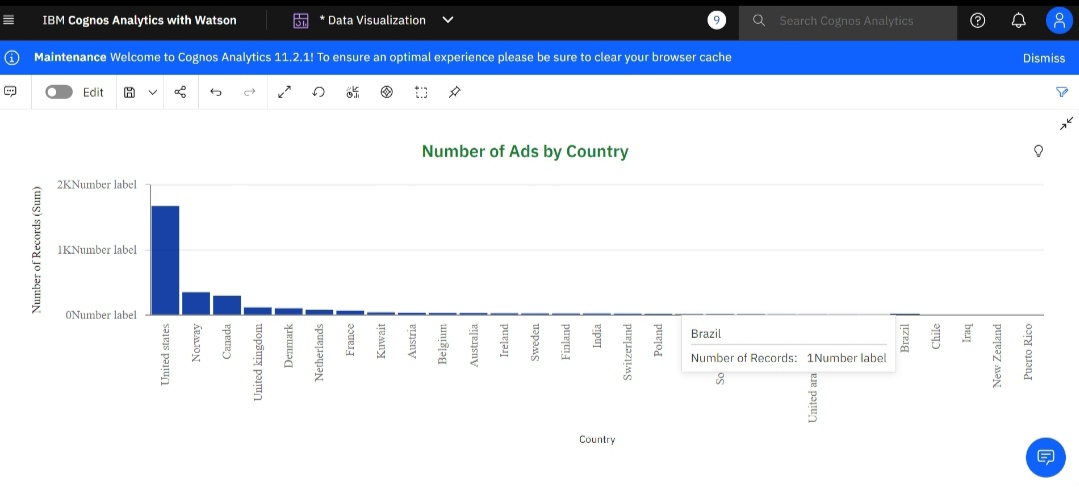 IBM Cognos Analytics with Watson
* Data Visualization
9
Search Cognos Analytics
Maintenance Welcome to Cognos Analytics 11.2.1! To ensure an optimal experience please be sure to clear your browser cache
Dismiss
Edit
Number of Ads by Country
Number of Records (Sum)
2KNumber label
1KNumber label
0Number label
United states
Norway
Canada
United kingdom
Denmark
Netherlands
France
Kuwait
Austria
Belgium
Australia
Ireland
Sweden
Finland
India
Switzerland
Poland
So
United ara
Brazil
Chile
Iraq
New Zealand
Puerto Rico
Brazil
Number of Records: 1Number label
Country